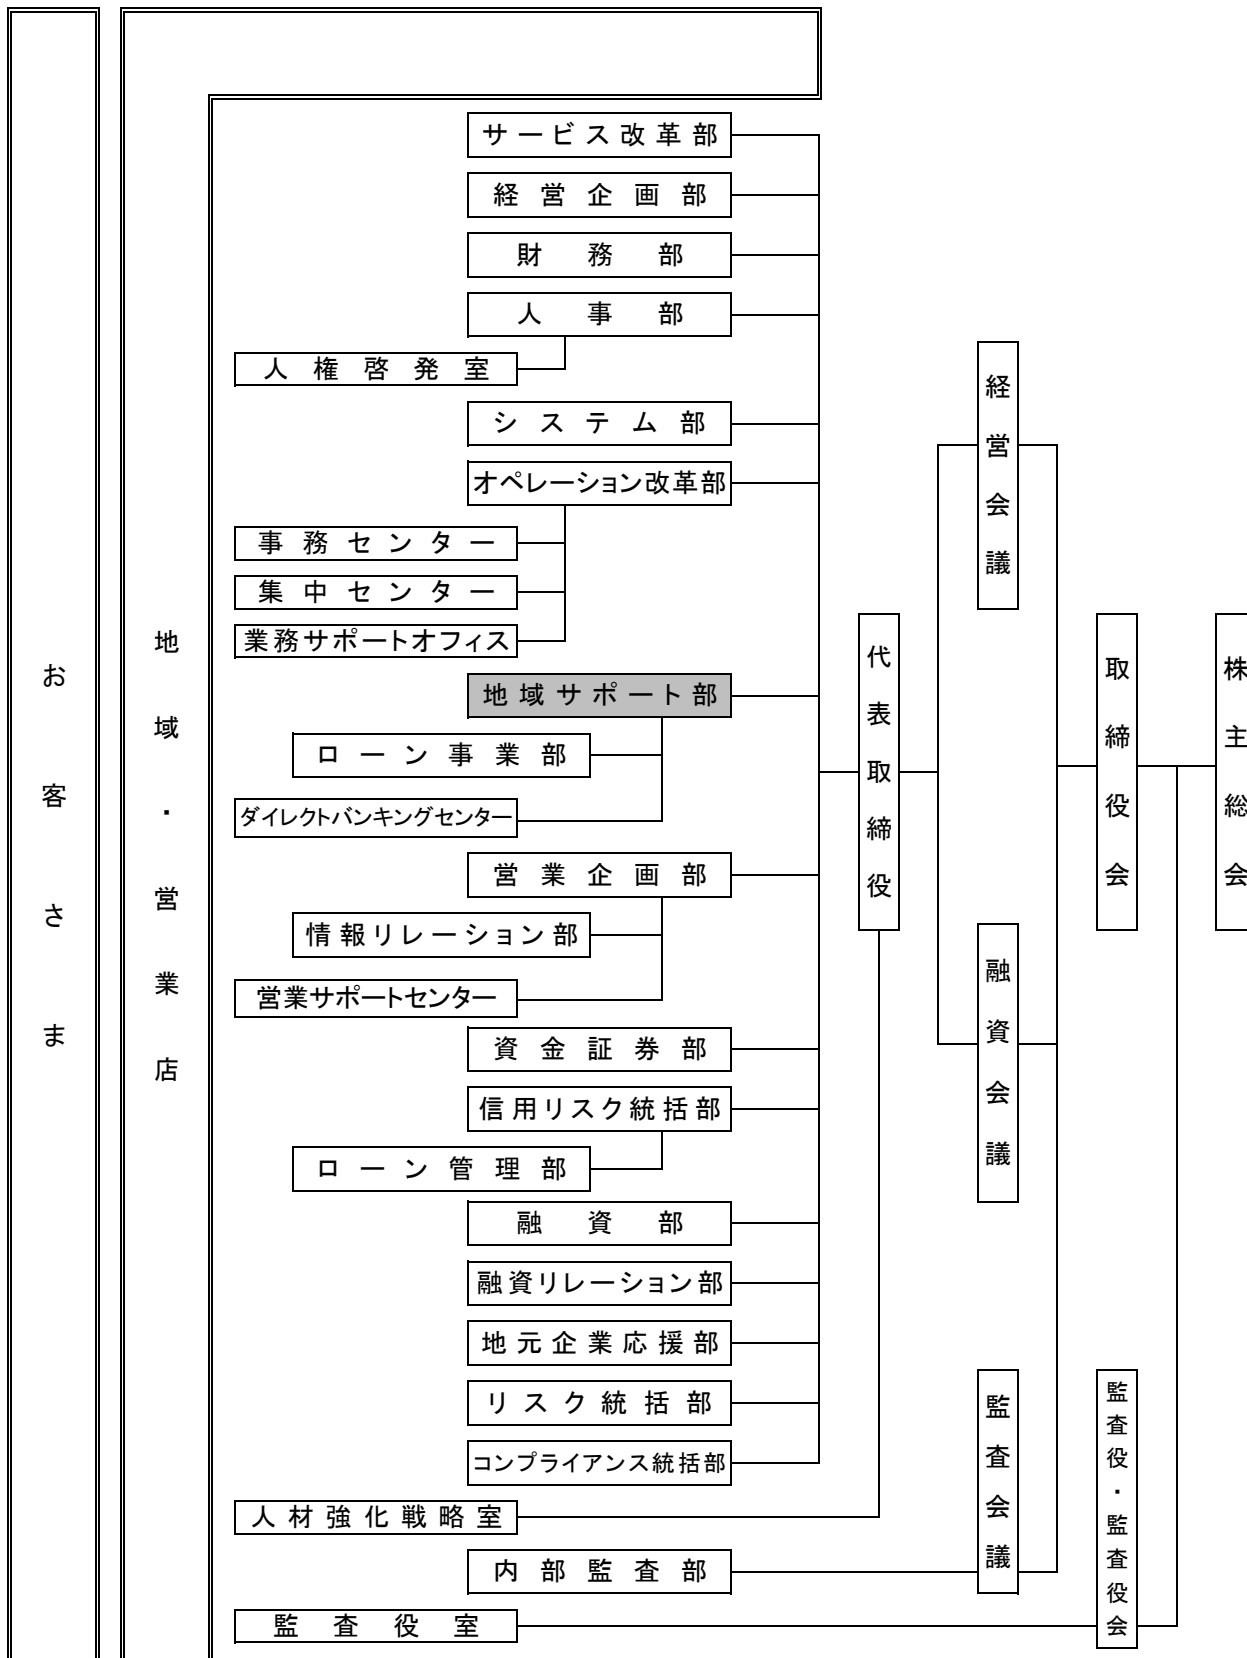 サービス改革部
経営企画部
財務部
人事部
人権啓発室
システム部
オペレーション改革部
事務センター
集中センター
業務サポートオフィス
地域サポート部
ローン事業部
ダイレクトバンキングセンター
営業企画部
情報リレーション部
営業サポートセンター
資金証券部
信用リスク統括部
ローン管理部
融資部
融資リレーション部
地元企業応援部
リスク統括部
コンプライアンス統括部
人材強化戦略室
内部監査部
監査役室
お客さま
地域・営業店
代表取締役
経営会議
融資会議
監査会議
取締役会
監査役・監査役会
株主総会